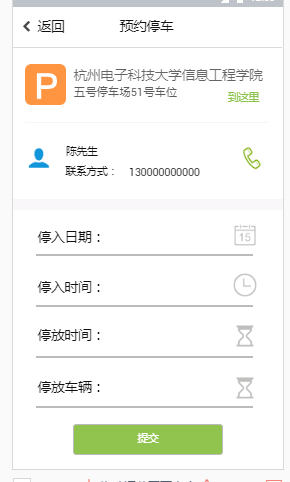 返回
预约停车
P
杭州电子科技大学信息工程学院
五号停车场51号车位
到这里
陈先生
联系方式： 130000000000
停入日期：
15
停入时间：
停放时间：
停放车辆：
提交